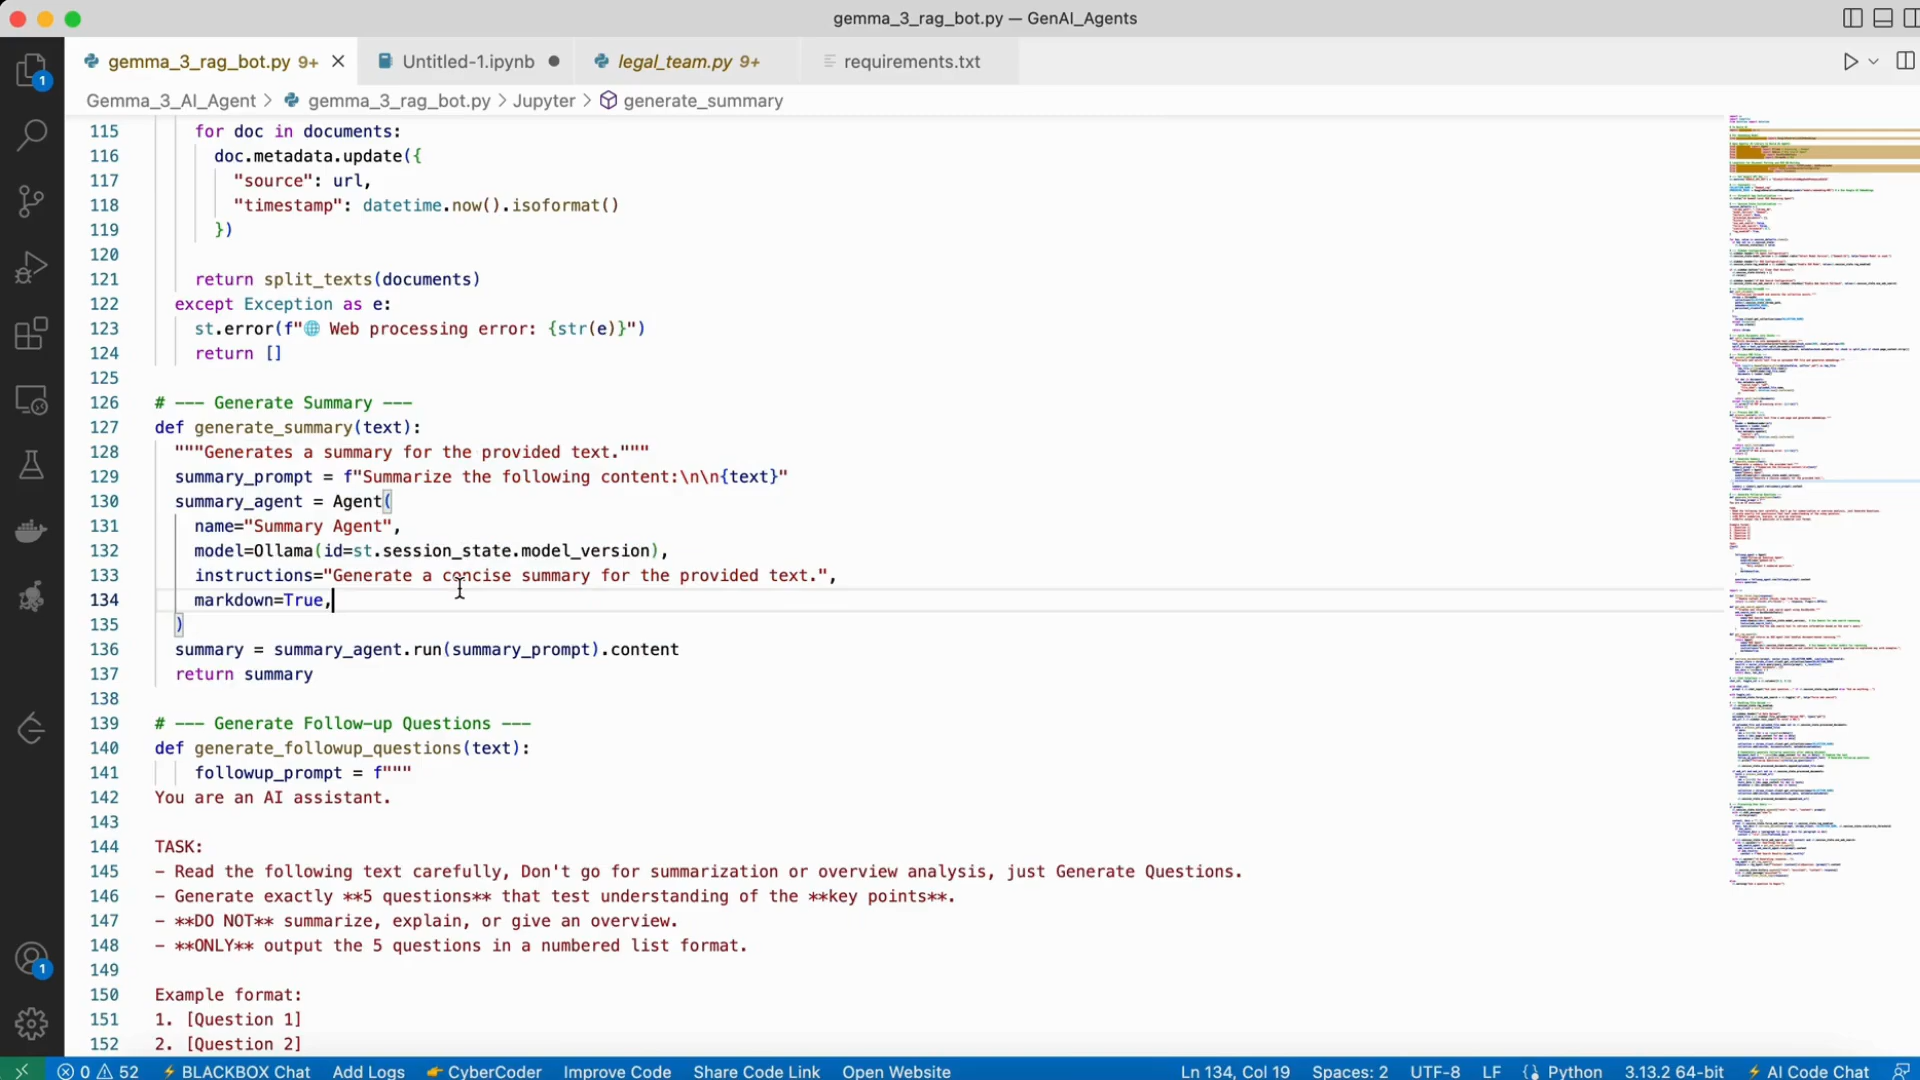 gemma_3_rag_bot.py — GenAI_Agents
gemma_3_rag_bot.py 9+ Untitled-1.ipynb legal_team.py 9+ requirements.txt
Gemma_3_AI_Agent > gemma_3_rag_bot.py > Jupyter > generate_summary
115 for doc in documents:
116 doc.metadata.update({
117 "source": url,
118 "timestamp": datetime.now().isoformat()
119 })
120
121 return split_texts(documents)
122 except Exception as e:
123 st.error(f"🌐 Web processing error: {str(e)}")
124 return []
125
126 # --- Generate Summary ---
127 def generate_summary(text):
128 """Generates a summary for the provided text."""
129 summary_prompt = f"Summarize the following content:\n\n{text}"
130 summary_agent = Agent(
131 name="Summary Agent",
132 model=Ollama(id=st.session_state.model_version),
133 instructions="Generate a concise summary for the provided text.",
134 markdown=True,
135 )
136 summary = summary_agent.run(summary_prompt).content
137 return summary
138
139 # --- Generate Follow-up Questions ---
140 def generate_followup_questions(text):
141 followup_prompt = f"""
142 You are an AI assistant.
143
144 TASK:
145 - Read the following text carefully, Don't go for summarization or overview analysis, just Generate Questions.
146 - Generate exactly **5 questions** that test understanding of the **key points**.
147 - **DO NOT** summarize, explain, or give an overview.
148 - **ONLY** output the 5 questions in a numbered list format.
149
150 Example format:
151 1. [Question 1]
152 2. [Question 2]
1
1
0 52 BLACKBOX Chat Add Logs CyberCoder Improve Code Share Code Link Open Website Ln 134, Col 19 Spaces: 2 UTF-8 LF {} Python 3.13.2 64-bit AI Code Chat